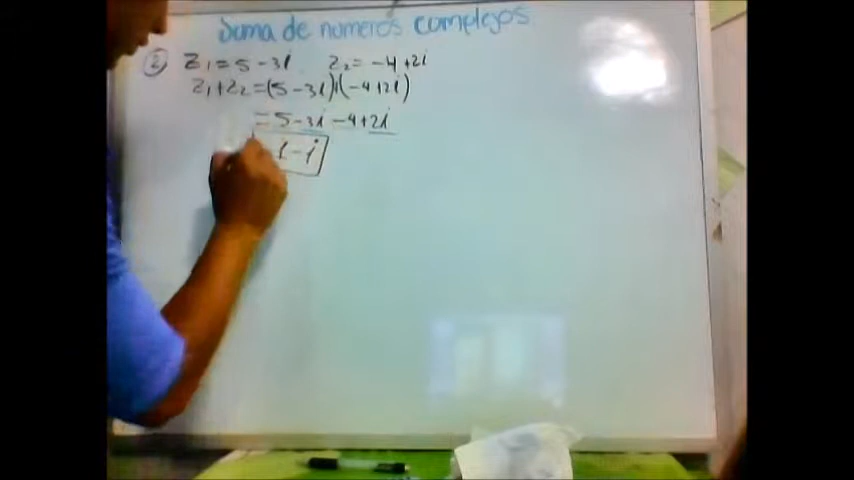 Suma de numeros complejos
② Z₁ = 5 - 3i Z₂ = -4 + 2i
Z₁ + Z₂ = (5 - 3i) + (-4 + 2i)
= 5 - 3i - 4 + 2i
1 - i